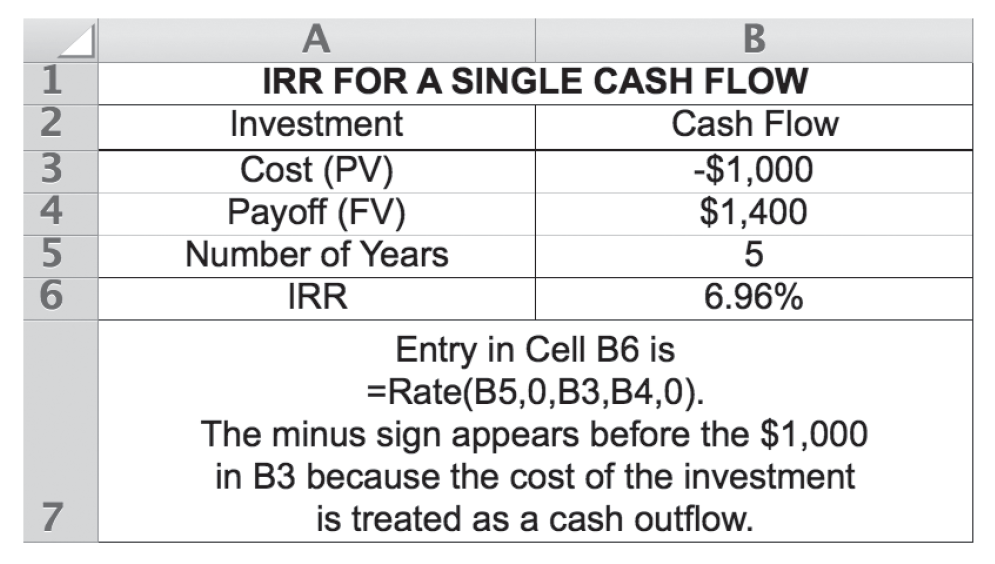 A B
1 IRR FOR A SINGLE CASH FLOW
2 Investment Cash Flow
3 Cost (PV) -$1,000
4 Payoff (FV) $1,400
5 Number of Years 5
6 IRR 6.96%
Entry in Cell B6 is
=Rate(B5,0,B3,B4,0).
The minus sign appears before the $1,000
in B3 because the cost of the investment
7 is treated as a cash outflow.